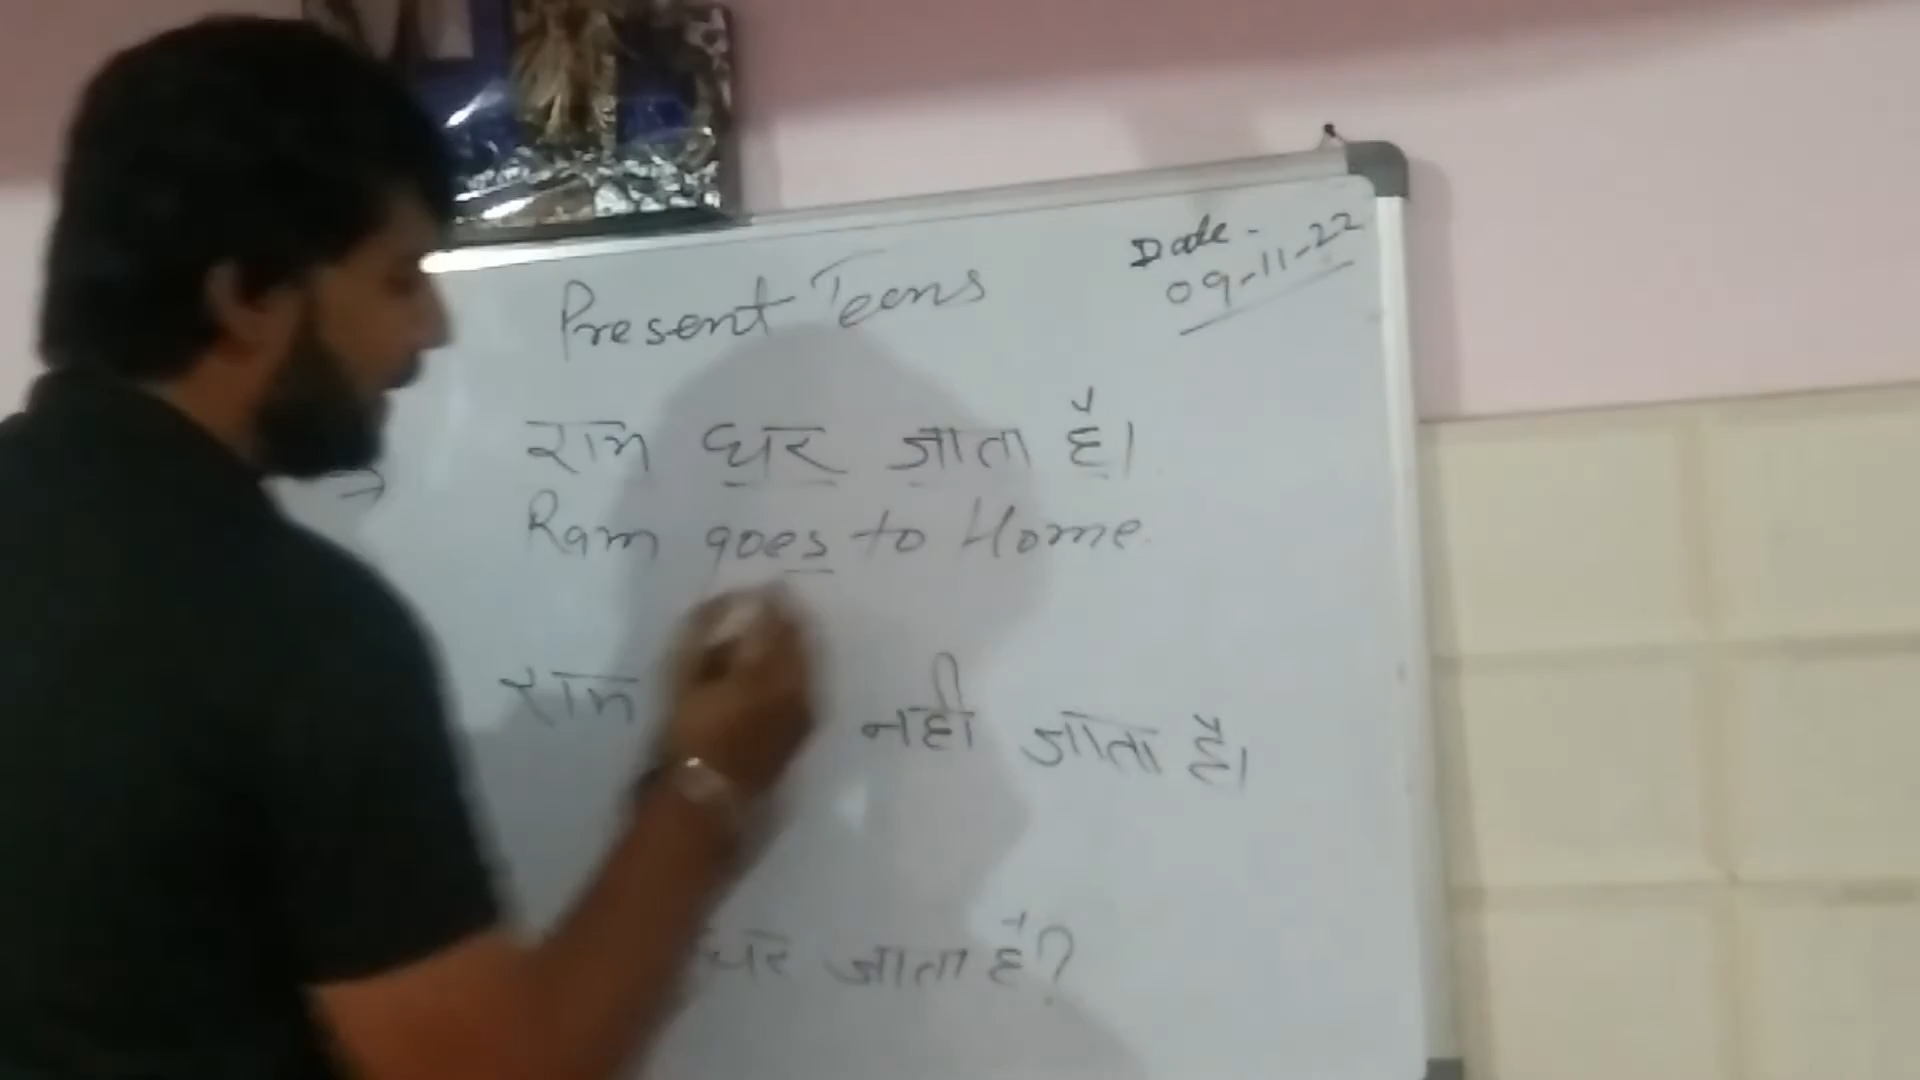 Date -
09-11-22
Present Teens
राम घर जाता है।
Ram goes to Home.
राम नही जाता है।
घर जाता है?